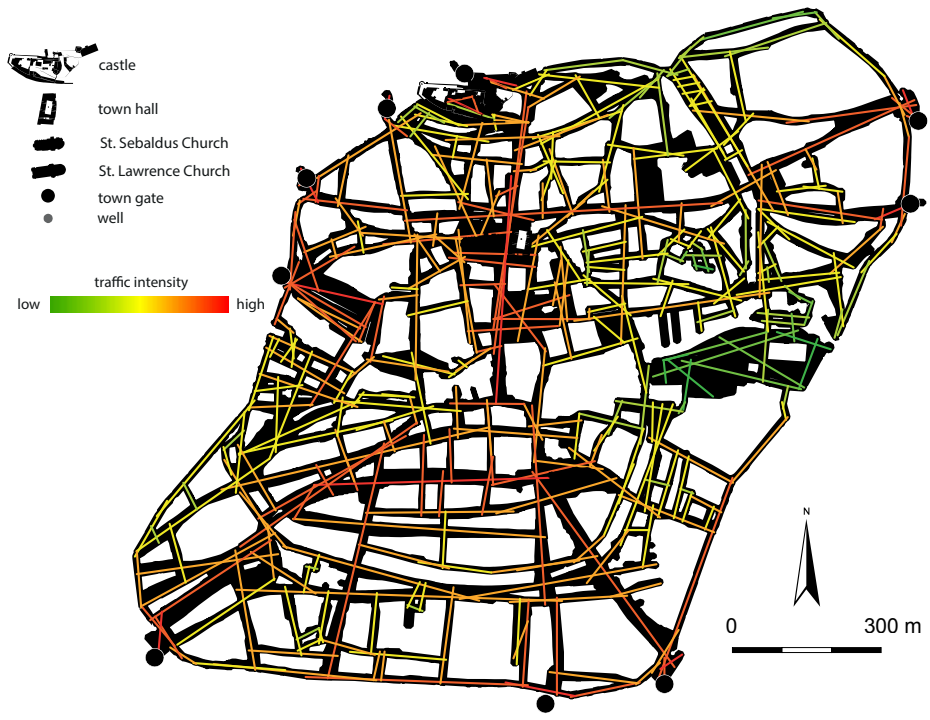 castle
town hall
St. Sebaldus Church
St. Lawrence Church
town gate
well
traffic intensity
low high
N
0 300 m